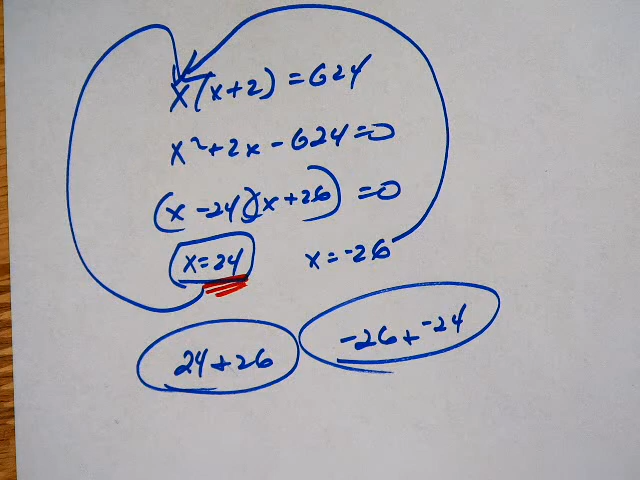 x(x+2) = 624
x²+2x-624=0
(x-24)(x+26) =0
x=24 x=-26
24+26 -26+-24